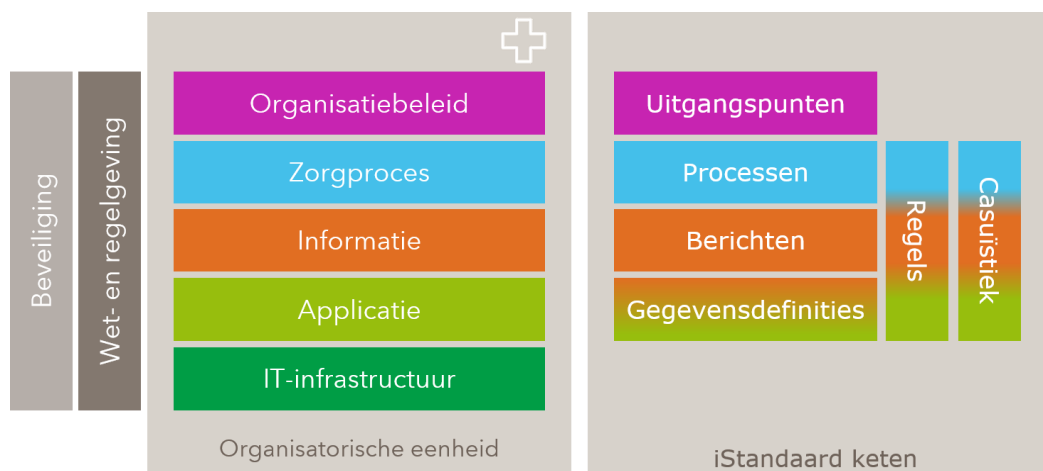 Beveiliging
Wet- en regelgeving
Organisatiebeleid
Zorgproces
Informatie
Applicatie
IT-infrastructuur
Organisatorische eenheid
Uitgangspunten
Processen
Berichten
Gegevensdefinities
Regels
Casuïstiek
iStandaard keten